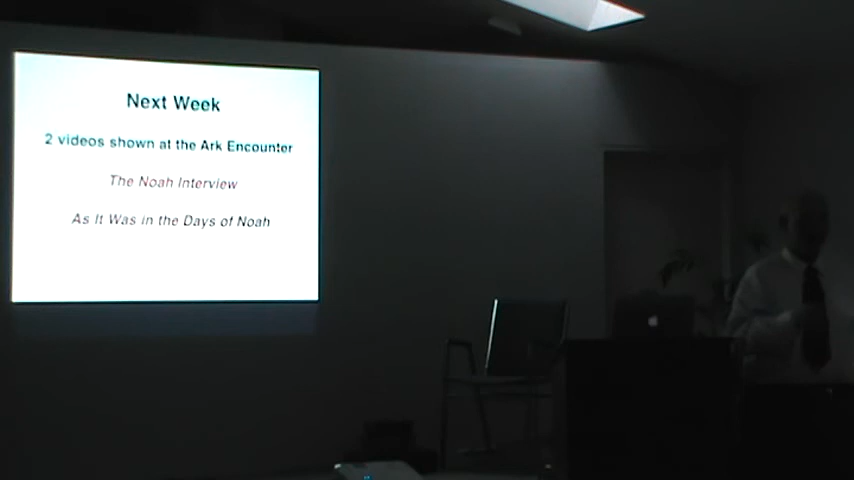 Next Week
2 videos shown at the Ark Encounter
The Noah Interview
As It Was in the Days of Noah